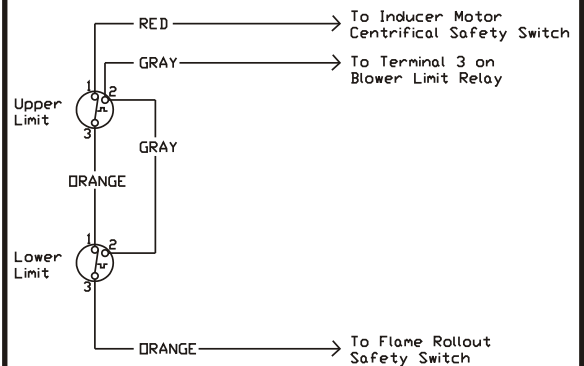 RED
To Inducer Motor
Centrifical Safety Switch
GRAY
To Terminal 3 on
Blower Limit Relay
1
2
Upper
Limit
3
GRAY
ORANGE
1
2
Lower
Limit
3
ORANGE
To Flame Rollout
Safety Switch